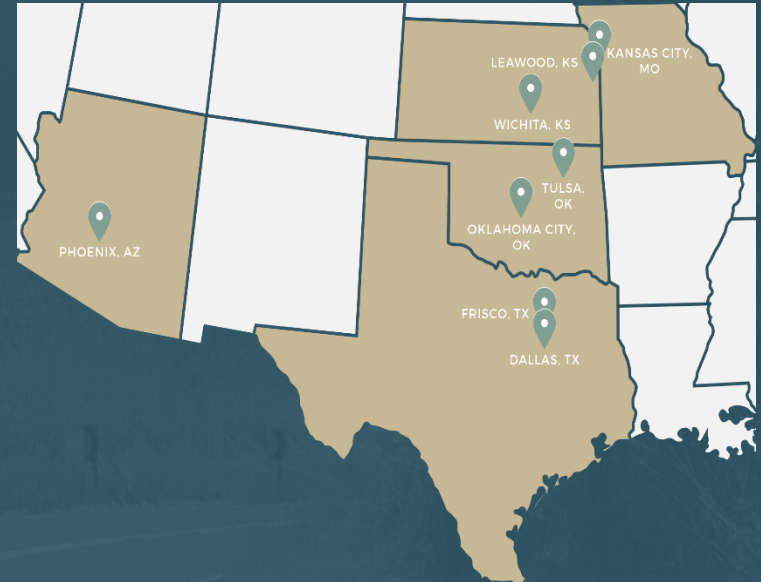 LEAWOOD, KS
KANSAS CITY,
MO
WICHITA, KS
TULSA,
OK
OKLAHOMA CITY,
OK
PHOENIX, AZ
FRISCO, TX
DALLAS, TX